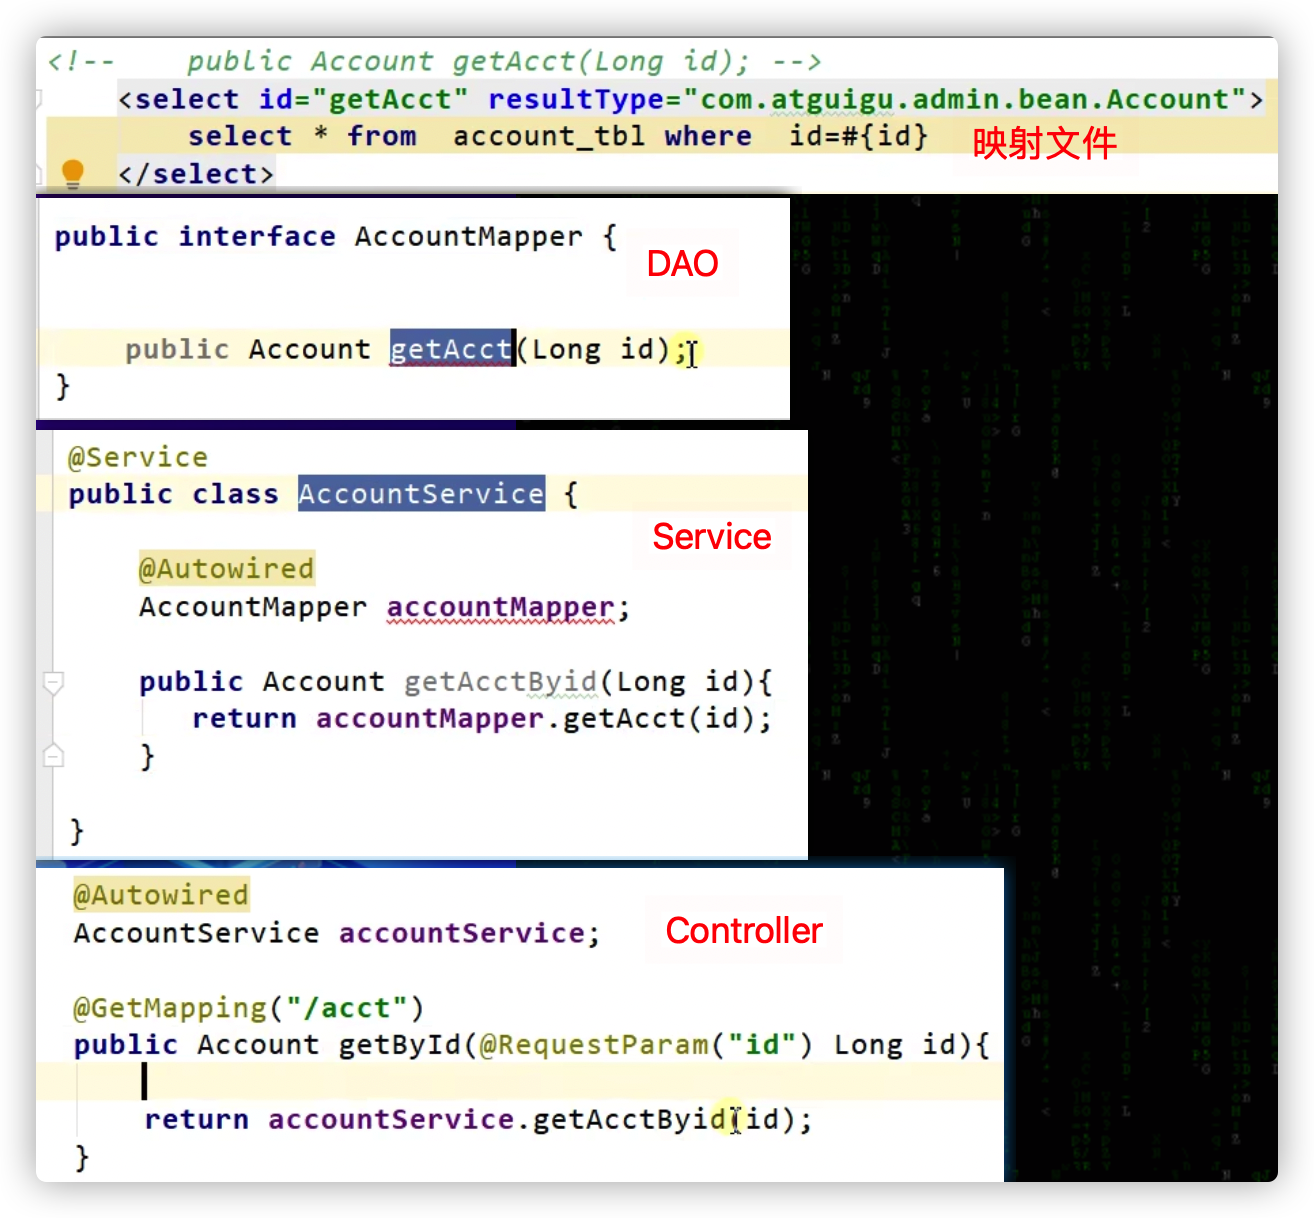 <!--    public Account getAcct(Long id); -->
<select id="getAcct" resultType="com.atguigu.admin.bean.Account">
select * from  account_tbl where  id=#{id}
映射文件
</select>
public interface AccountMapper {
DAO
public Account getAcct(Long id);
}
@Service
public class AccountService {
Service
@Autowired
AccountMapper accountMapper;
public Account getAcctByid(Long id){
return accountMapper.getAcct(id);
}
}
@Autowired
AccountService accountService;
Controller
@GetMapping("/acct")
public Account getById(@RequestParam("id") Long id){
return accountService.getAcctByid(id);
}